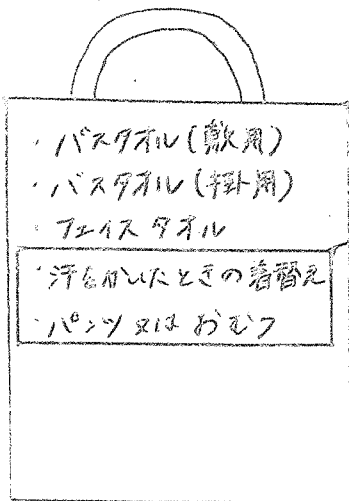 ・バスタオル(敷用)
・バスタオル(掛用)
・フェイスタオル
・汗をかいたときの着替え
・パンツ又はおむつ